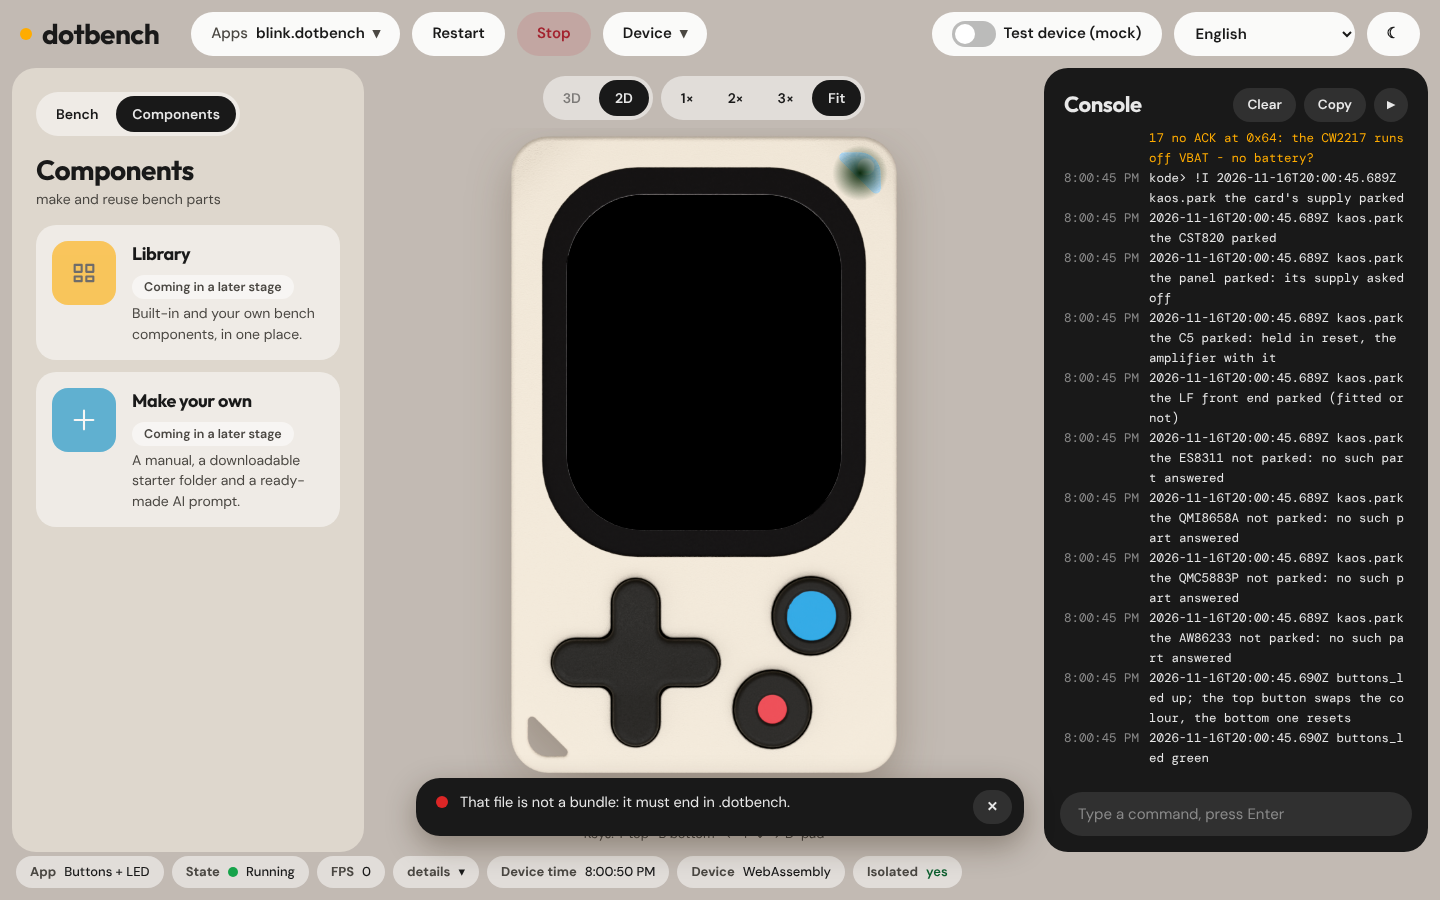 dotbench
Apps blink.dotbench ▾
Restart
Stop
Device ▾
Test device (mock)
English
Bench
Components
Components
make and reuse bench parts
Library
Coming in a later stage
Built-in and your own bench
components, in one place.
Make your own
Coming in a later stage
A manual, a downloadable
starter folder and a ready-
made AI prompt.
3D
2D
1×
2×
3×
Fit
That file is not a bundle: it must end in .dotbench.
Console
Clear
Copy
17 no ACK at 0x64: the CW2217 runs
off VBAT - no battery?
8:00:45 PM kode> !I 2026-11-16T20:00:45.689Z
kaos.park the card's supply parked
8:00:45 PM 2026-11-16T20:00:45.689Z kaos.park
the CST820 parked
8:00:45 PM 2026-11-16T20:00:45.689Z kaos.park
the panel parked: its supply asked
off
8:00:45 PM 2026-11-16T20:00:45.689Z kaos.park
the C5 parked: held in reset, the
amplifier with it
8:00:45 PM 2026-11-16T20:00:45.689Z kaos.park
the LF front end parked (fitted or
not)
8:00:45 PM 2026-11-16T20:00:45.689Z kaos.park
the ES8311 not parked: no such par
t answered
8:00:45 PM 2026-11-16T20:00:45.689Z kaos.park
the QMI8658A not parked: no such p
art answered
8:00:45 PM 2026-11-16T20:00:45.689Z kaos.park
the QMC5883P not parked: no such p
art answered
8:00:45 PM 2026-11-16T20:00:45.689Z kaos.park
the AW86233 not parked: no such pa
rt answered
8:00:45 PM 2026-11-16T20:00:45.690Z buttons_l
ed up; the top button swaps the co
lour, the bottom one resets
8:00:45 PM 2026-11-16T20:00:45.690Z buttons_l
ed green
Type a command, press Enter
App Buttons + LED
State Running
FPS 0
details ▾
Device time 8:00:50 PM
Device WebAssembly
Isolated yes